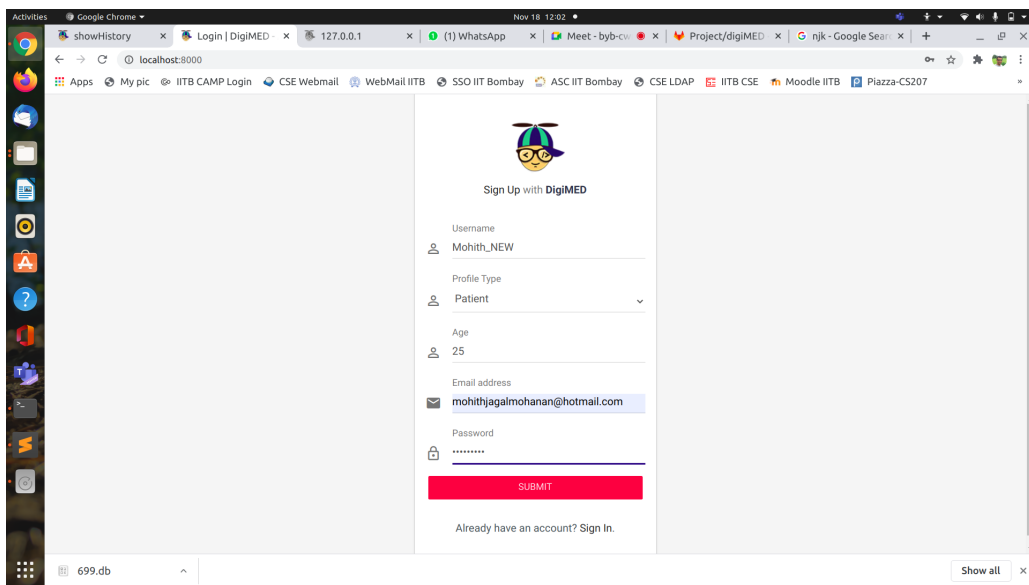 Activities Google Chrome Nov 18 12:02
showHistory Login | DigiMED - 127.0.0.1 (1) WhatsApp Meet - byb-cw Project/digiMED njk - Google Sear
localhost:8000
Apps My pic IITB CAMP Login CSE Webmail WebMail IITB SSO IIT Bombay ASC IIT Bombay CSE LDAP IITB CSE Moodle IITB Piazza-CS207 »
Sign Up with DigiMED
Username
Mohith_NEW
Profile Type
Patient
Age
25
Email address
mohithjagalmohanan@hotmail.com
Password
•••••••••
SUBMIT
Already have an account? Sign In.
699.db Show all